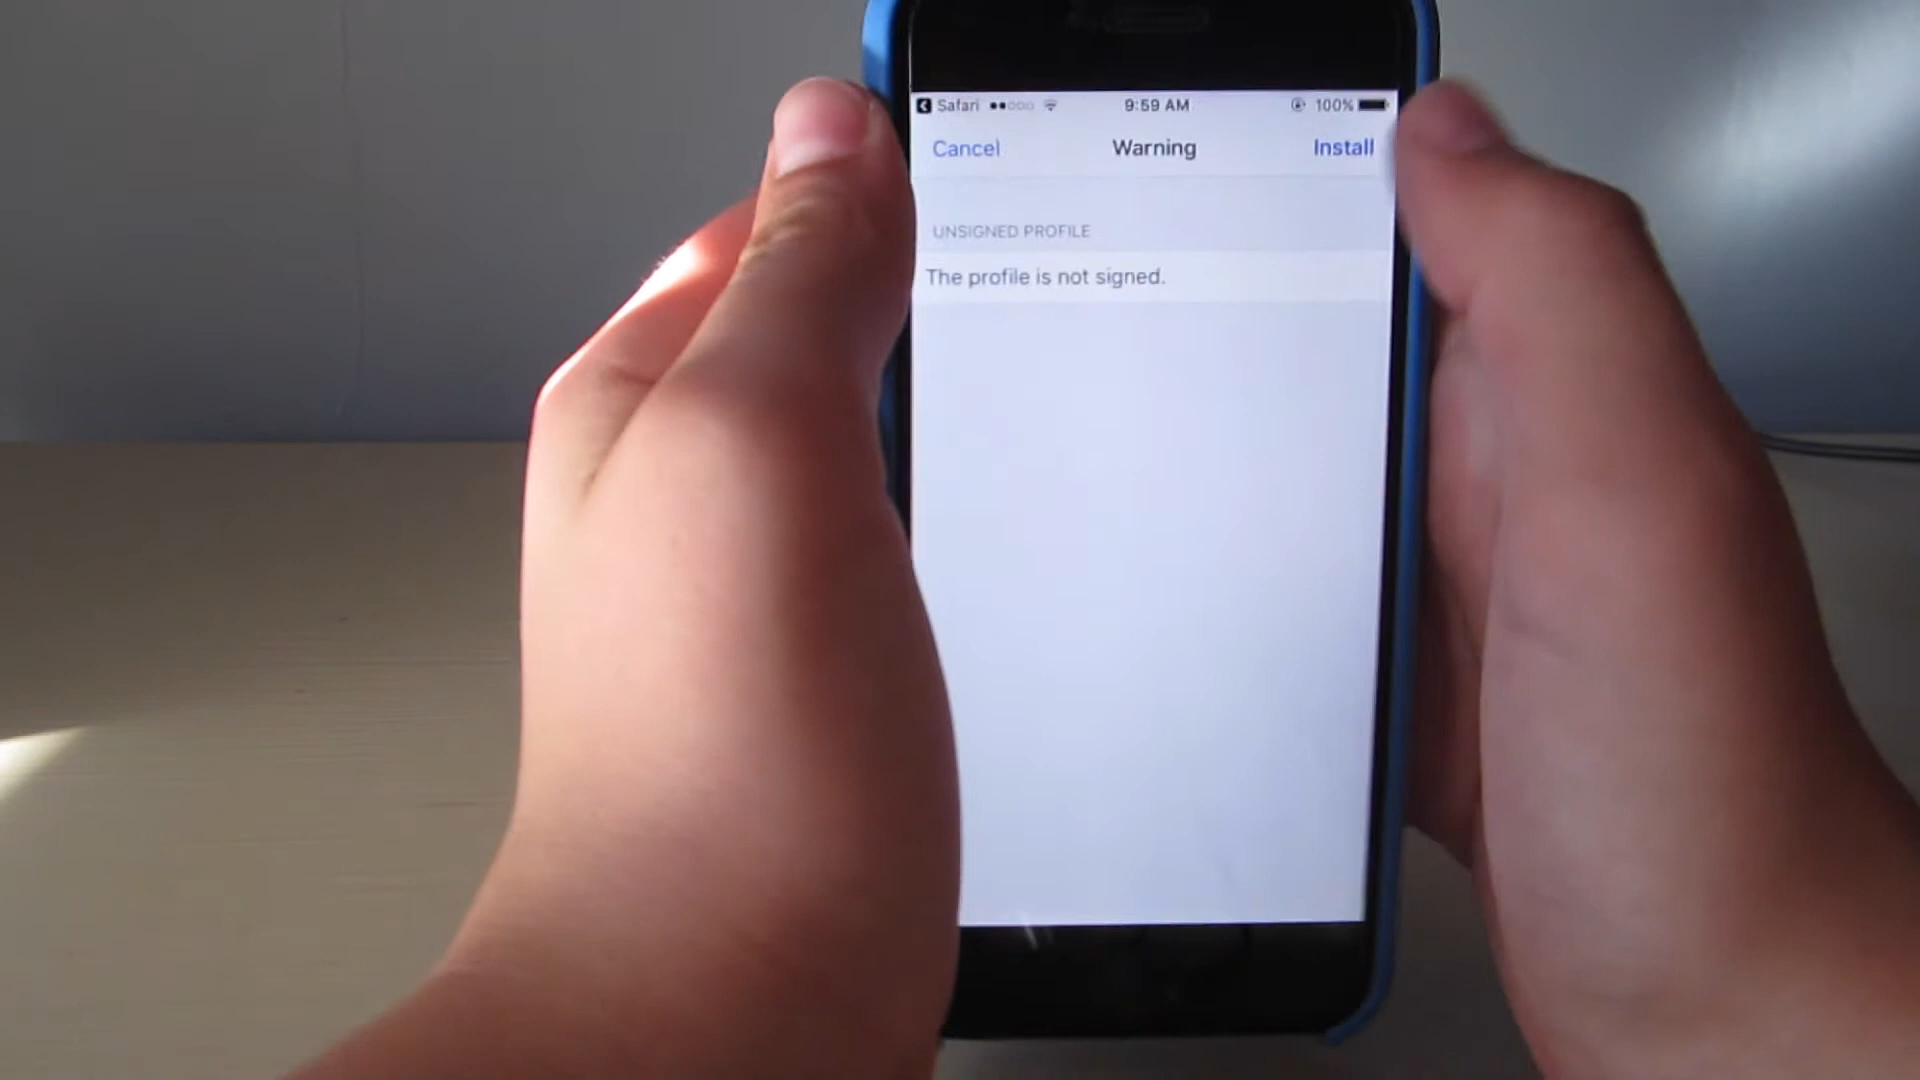 Safari 9:59 AM 100%
Cancel Warning Install
UNSIGNED PROFILE
The profile is not signed.